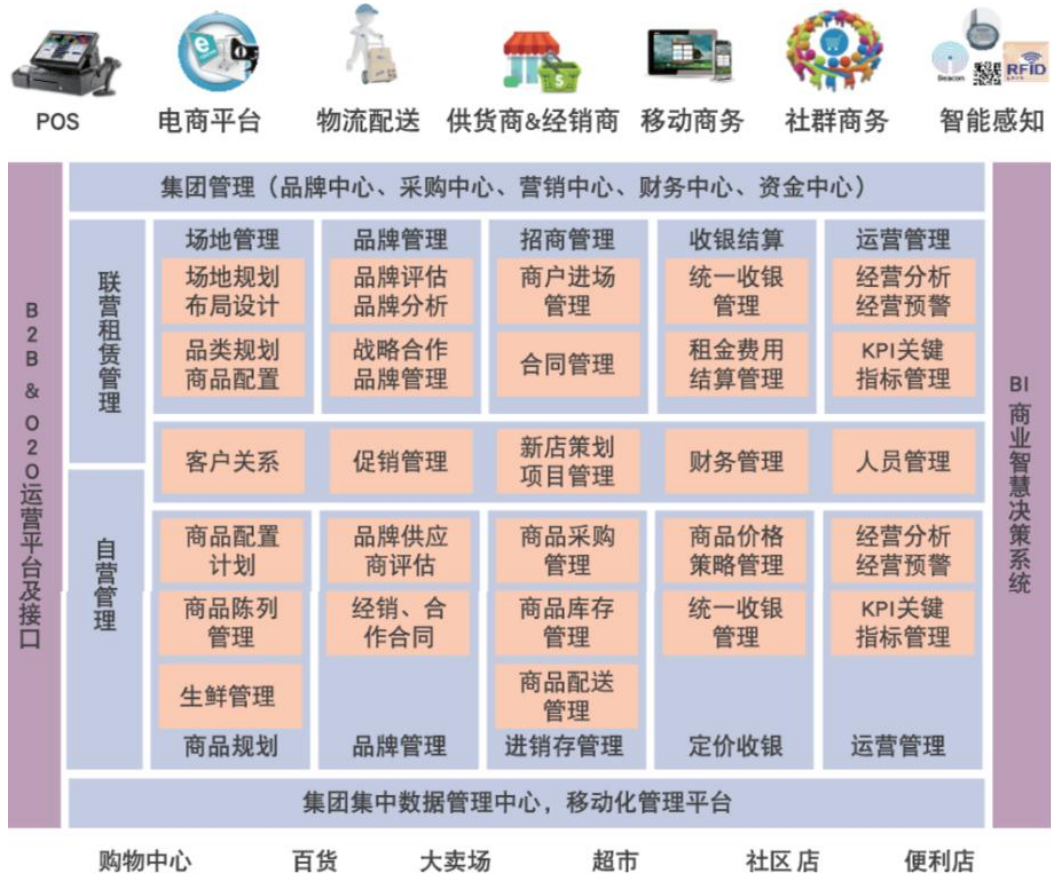 Beacon
RFID
POS
电商平台
物流配送
供货商&经销商
移动商务
社群商务
智能感知
B2B & O2O运营平台及接口
集团管理（品牌中心、采购中心、营销中心、财务中心、资金中心）
联营租赁管理
场地管理
场地规划
布局设计
品类规划
商品配置
品牌管理
品牌评估
品牌分析
战略合作
品牌管理
招商管理
商户进场
管理
合同管理
收银结算
统一收银
管理
租金费用
结算管理
运营管理
经营分析
经营预警
KPI关键
指标管理
客户关系
促销管理
新店策划
项目管理
财务管理
人员管理
自营管理
商品配置
计划
商品陈列
管理
生鲜管理
商品规划
品牌供应
商评估
经销、合
作合同
品牌管理
商品采购
管理
商品库存
管理
商品配送
管理
进销存管理
商品价格
策略管理
统一收银
管理
定价收银
经营分析
经营预警
KPI关键
指标管理
运营管理
BI商业智慧决策系统
集团集中数据管理中心，移动化管理平台
购物中心
百货
大卖场
超市
社区店
便利店